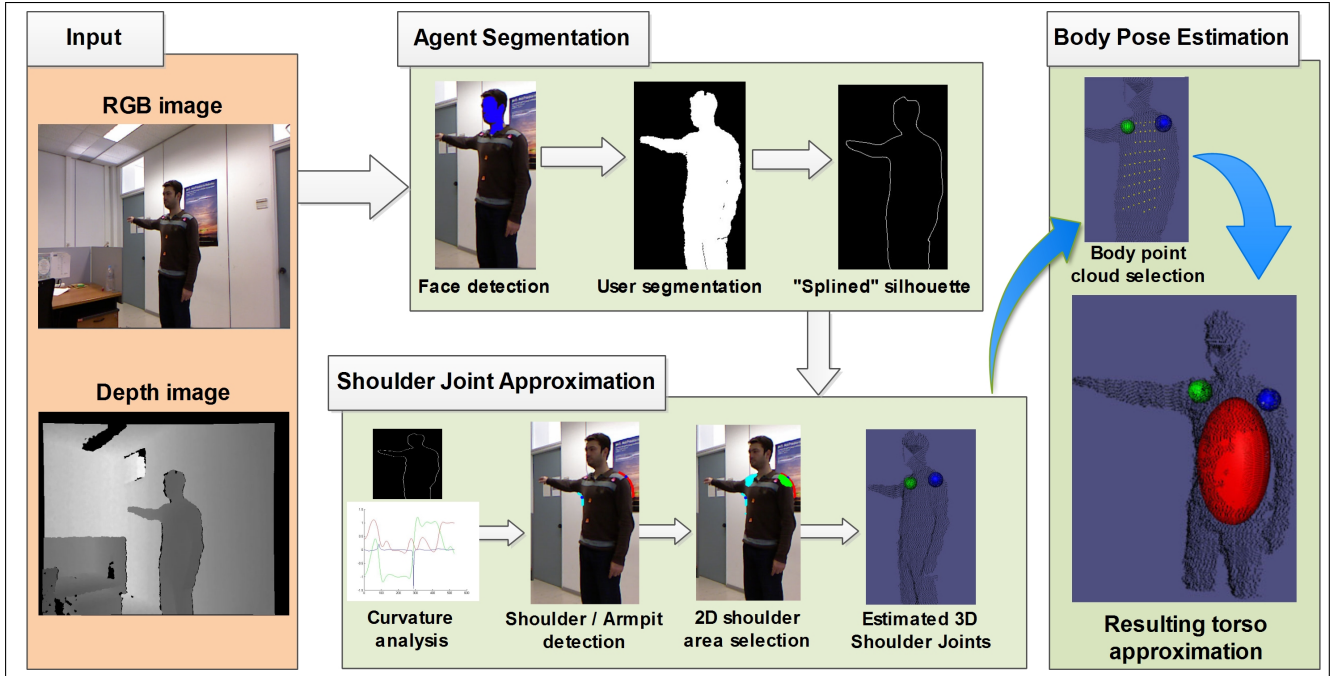 Input
RGB image
Depth image
Agent Segmentation
Face detection
User segmentation
"Splined" silhouette
Shoulder Joint Approximation
Curvature
analysis
Shoulder / Armpit
detection
2D shoulder
area selection
Estimated 3D
Shoulder Joints
Body Pose Estimation
Body point
cloud selection
Resulting torso
approximation